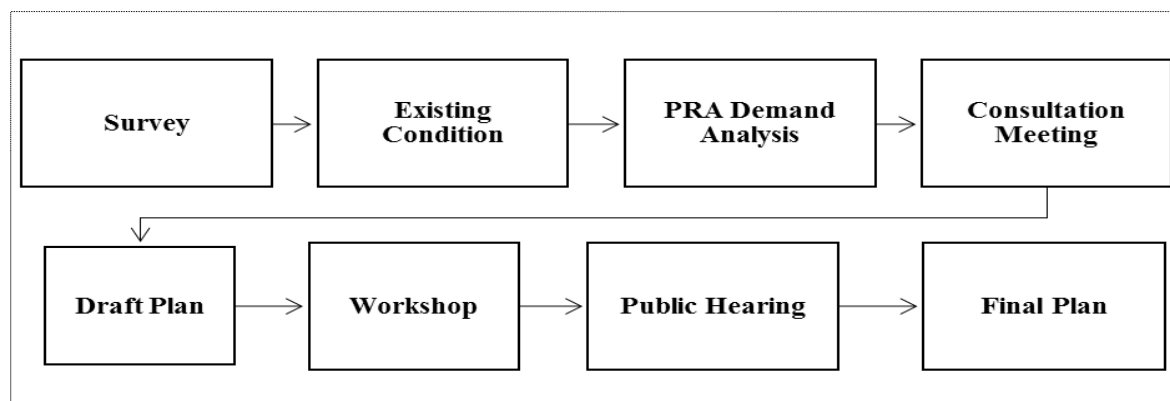 Survey
Existing
Condition
PRA Demand
Analysis
Consultation
Meeting
Draft Plan
Workshop
Public Hearing
Final Plan